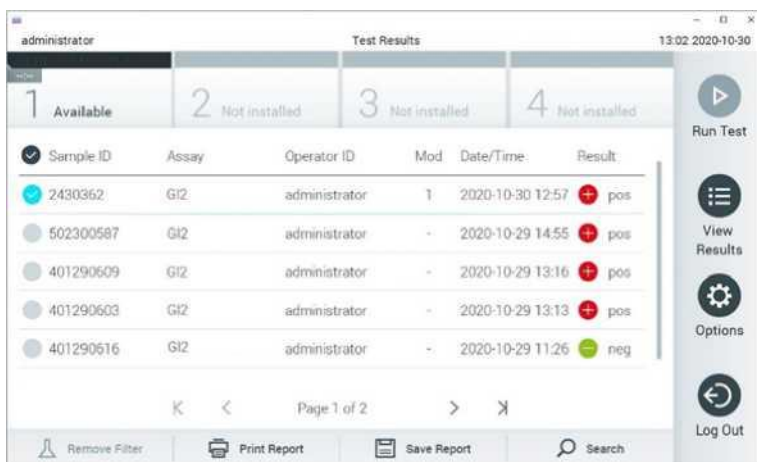 administrator Test Results 13:02 2020-10-30
1 Available 2 Not installed 3 Not installed 4 Not installed
Run Test
Sample ID Assay Operator ID Mod Date/Time Result
2430362 GI2 administrator 1 2020-10-30 12:57 pos
502300587 GI2 administrator - 2020-10-29 14:55 pos
401290609 GI2 administrator - 2020-10-29 13:16 pos
401290603 GI2 administrator - 2020-10-29 13:13 pos
401290616 GI2 administrator - 2020-10-29 11:26 neg
View
Results
Options
Page 1 of 2
Log Out
Remove Filter Print Report Save Report Search